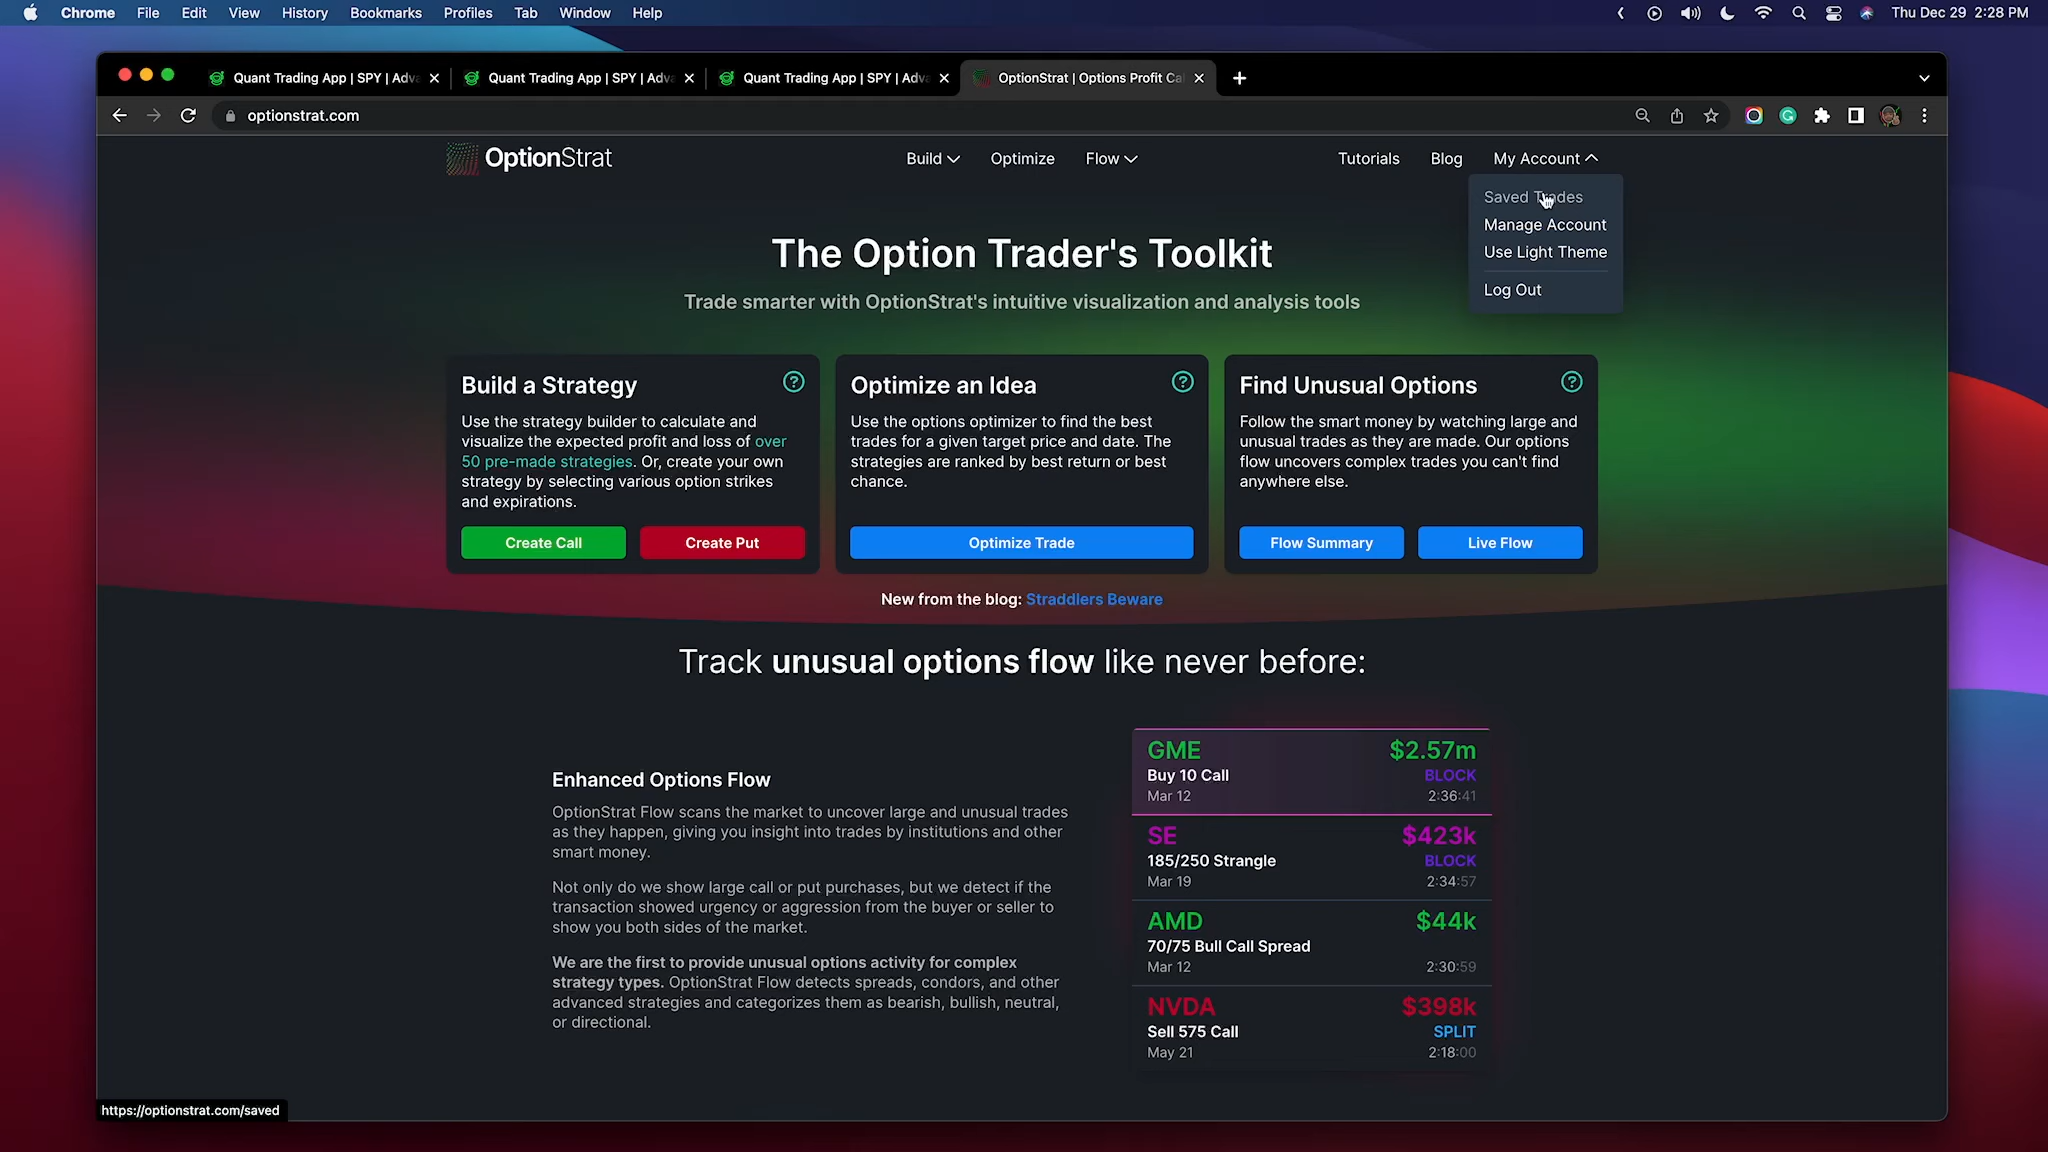 Chrome File Edit View History Bookmarks Profiles Tab Window Help Thu Dec 29 2:28 PM
Quant Trading App | SPY | Adva Quant Trading App | SPY | Adva Quant Trading App | SPY | Adva OptionStrat | Options Profit Cal
optionstrat.com
OptionStrat Build Optimize Flow Tutorials Blog My Account
Saved Trades
Manage Account
Use Light Theme
Log Out
The Option Trader's Toolkit
Trade smarter with OptionStrat's intuitive visualization and analysis tools
Build a Strategy
Use the strategy builder to calculate and
visualize the expected profit and loss of over
50 pre-made strategies. Or, create your own
strategy by selecting various option strikes
and expirations.
Create Call Create Put
Optimize an Idea
Use the options optimizer to find the best
trades for a given target price and date. The
strategies are ranked by best return or best
chance.
Optimize Trade
Find Unusual Options
Follow the smart money by watching large and
unusual trades as they are made. Our options
flow uncovers complex trades you can't find
anywhere else.
Flow Summary Live Flow
New from the blog: Straddlers Beware
Track unusual options flow like never before:
Enhanced Options Flow
OptionStrat Flow scans the market to uncover large and unusual trades
as they happen, giving you insight into trades by institutions and other
smart money.
Not only do we show large call or put purchases, but we detect if the
transaction showed urgency or aggression from the buyer or seller to
show you both sides of the market.
We are the first to provide unusual options activity for complex
strategy types. OptionStrat Flow detects spreads, condors, and other
advanced strategies and categorizes them as bearish, bullish, neutral,
or directional.
GME $2.57m
Buy 10 Call BLOCK
Mar 12 2:36:41
SE $423k
185/250 Strangle BLOCK
Mar 19 2:34:57
AMD $44k
70/75 Bull Call Spread
Mar 12 2:30:59
NVDA $398k
Sell 575 Call SPLIT
May 21 2:18:00
https://optionstrat.com/saved